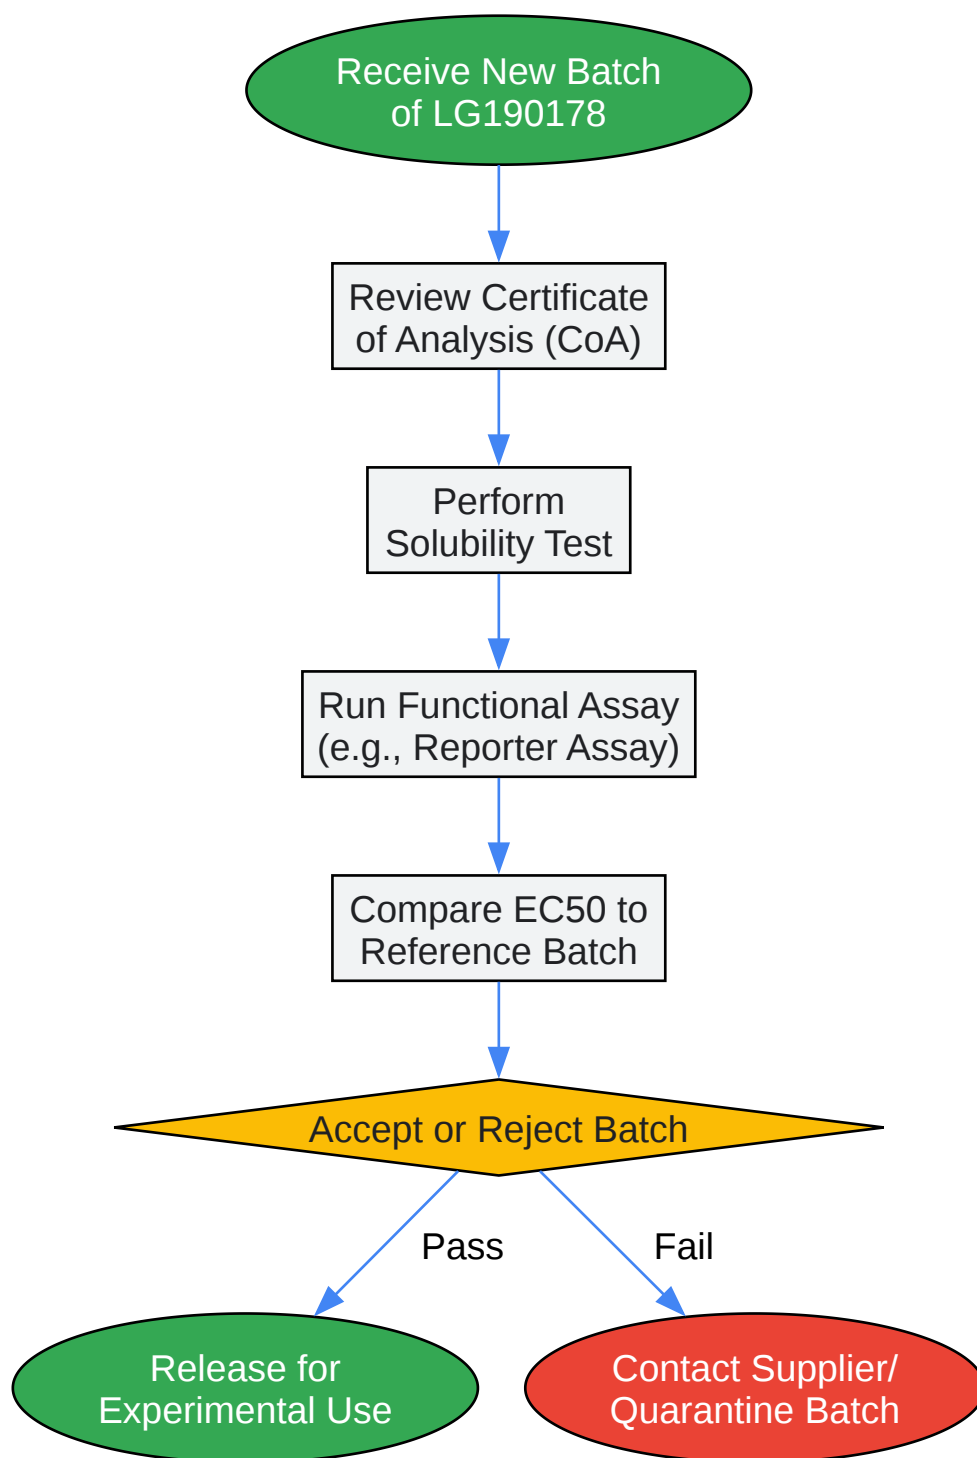 Receive New Batch
of LG190178
Review Certificate
of Analysis (CoA)
Perform
Solubility Test
Run Functional Assay
(e.g., Reporter Assay)
Compare EC50 to
Reference Batch
Accept or Reject Batch
Pass
Fail
Release for
Experimental Use
Contact Supplier/
Quarantine Batch